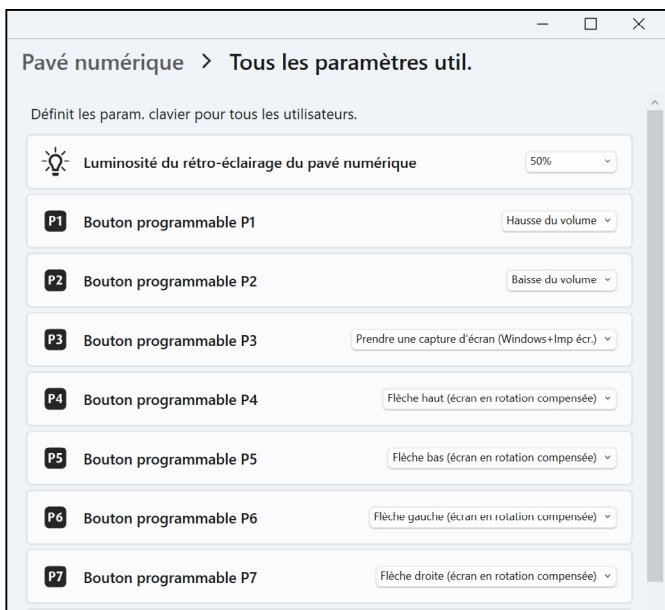 Pavé numérique > Tous les paramètres util.
Définit les param. clavier pour tous les utilisateurs.
Luminosité du rétro-éclairage du pavé numérique 50%
P1 Bouton programmable P1 Hausse du volume
P2 Bouton programmable P2 Baisse du volume
P3 Bouton programmable P3 Prendre une capture d'écran (Windows+Imp écr.)
P4 Bouton programmable P4 Flèche haut (écran en rotation compensée)
P5 Bouton programmable P5 Flèche bas (écran en rotation compensée)
P6 Bouton programmable P6 Flèche gauche (écran en rotation compensée)
P7 Bouton programmable P7 Flèche droite (écran en rotation compensée)